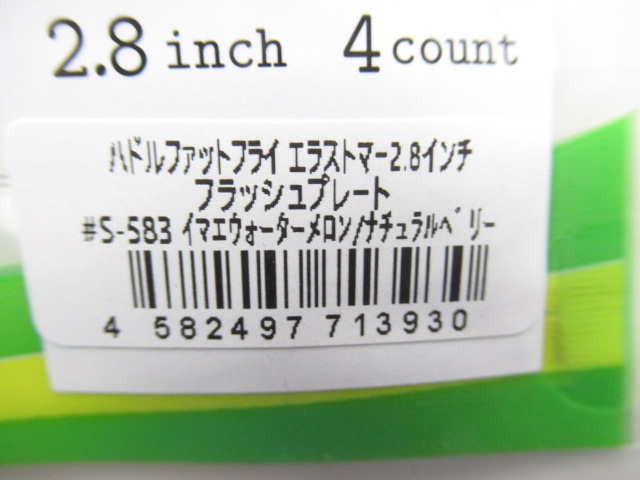 2.8 inch 4 count
ハドルファットフライ エラストマー2.8インチ
フラッシュプレート
#S-583 イマエウォーターメロン/ナチュラルベリー
4 582497 713930